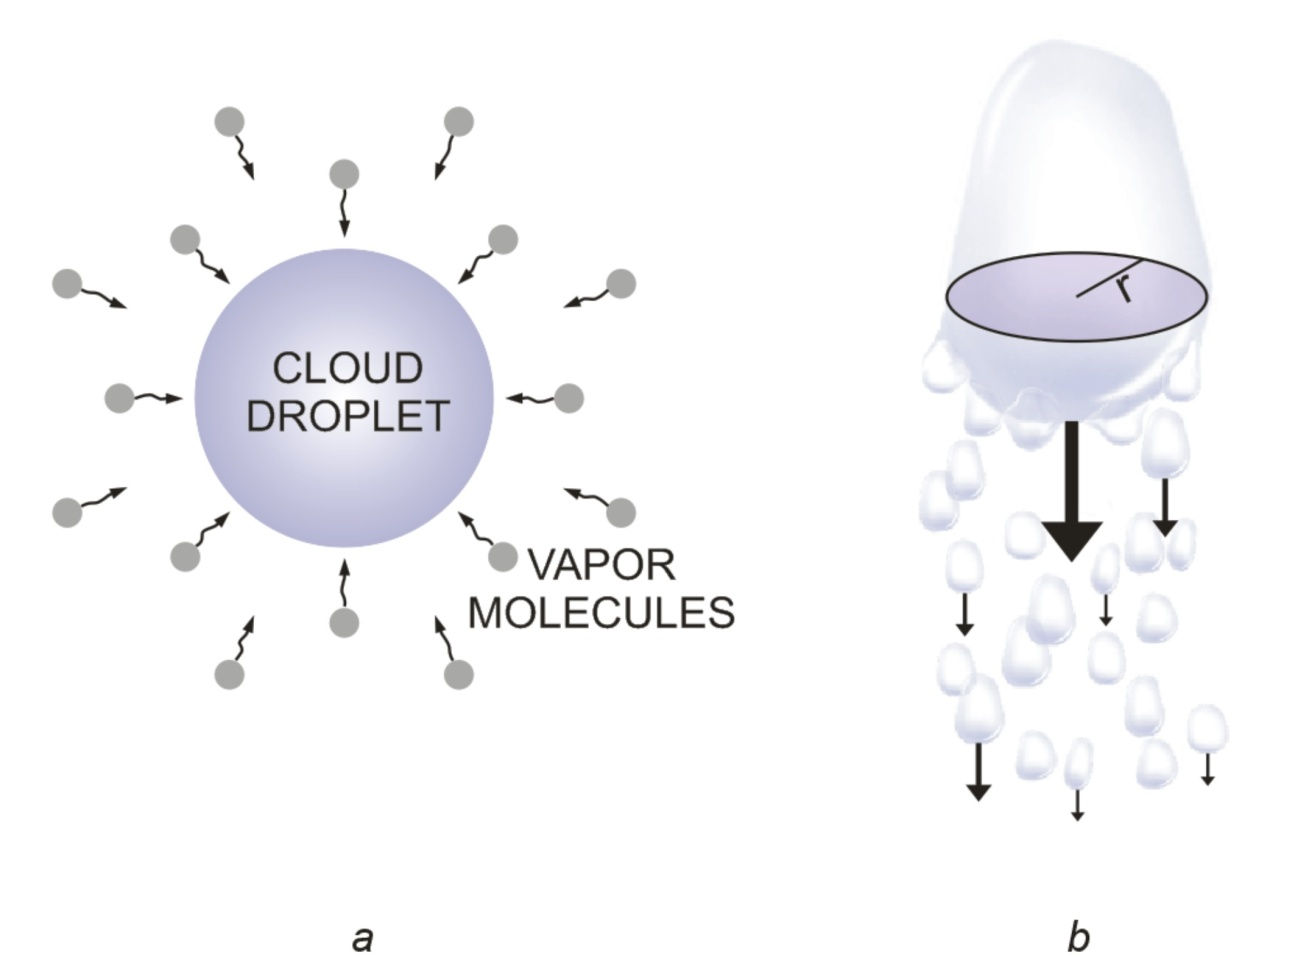 CLOUD
DROPLET
VAPOR
MOLECULES
r
a
b